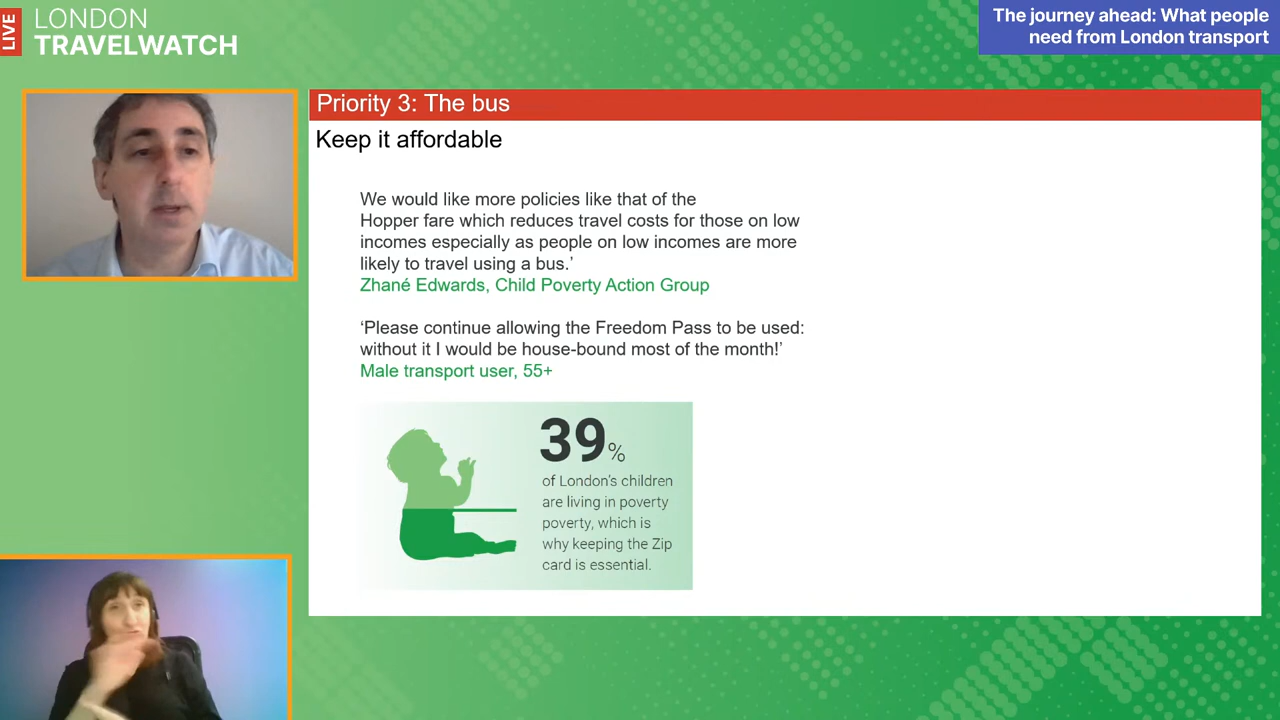 LIVE
LONDON
TRAVELWATCH
The journey ahead: What people
need from London transport
Priority 3: The bus
Keep it affordable
We would like more policies like that of the
Hopper fare which reduces travel costs for those on low
incomes especially as people on low incomes are more
likely to travel using a bus.’
Zhané Edwards, Child Poverty Action Group
‘Please continue allowing the Freedom Pass to be used:
without it I would be house-bound most of the month!’
Male transport user, 55+
39%
of London’s children
are living in poverty
poverty, which is
why keeping the Zip
card is essential.